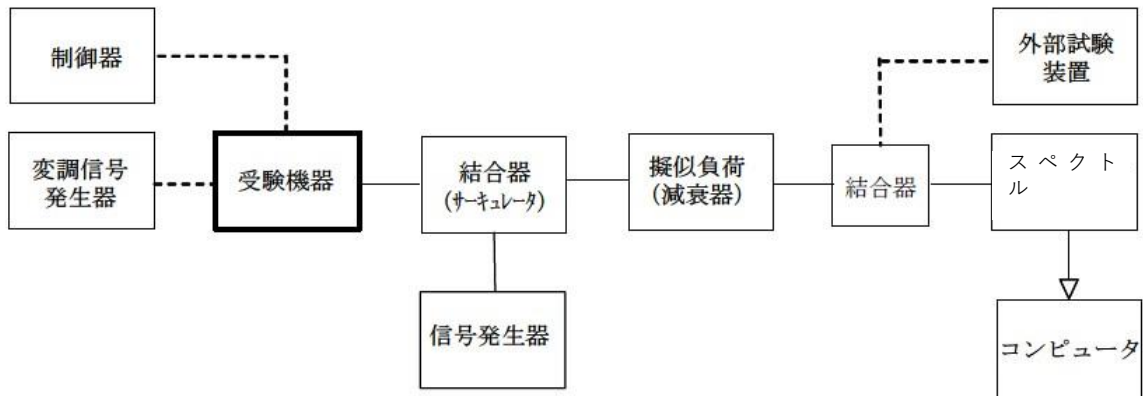 制御器
外部試験
装置
変調信号
発生器
受験機器
結合器
(サーキュレータ)
擬似負荷
(減衰器)
結合器
スペクト
ル
信号発生器
コンピュータ